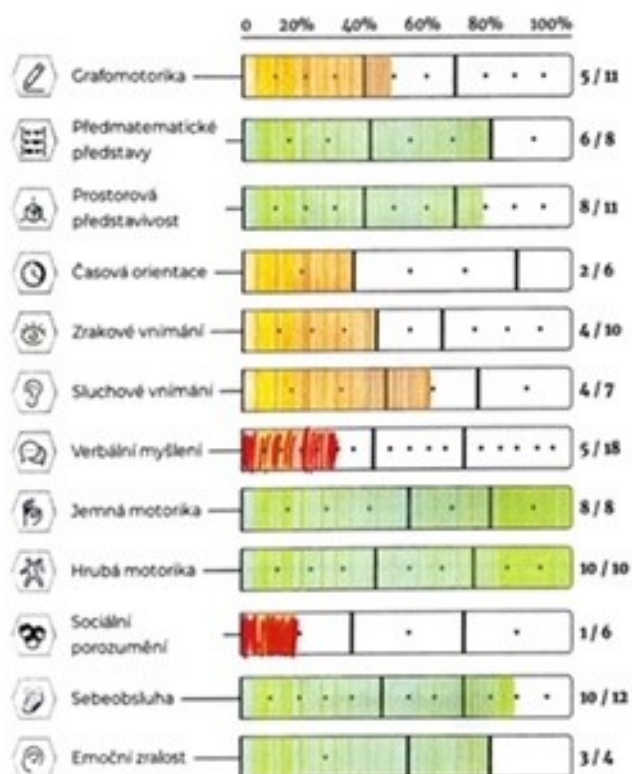 0 20% 40% 60% 80% 100%
Grafomotorika 5 / 11
Předmatematické
představy 6 / 8
Prostorová
představivost 8 / 11
Časová orientace 2 / 6
Zrakové vnímání 4 / 10
Sluchové vnímání 4 / 7
Verbální myšlení 5 / 18
Jemná motorika 8 / 8
Hrubá motorika 10 / 10
Sociální
porozumění 1 / 6
Sebeobsluha 10 / 12
Emoční zralost 3 / 4